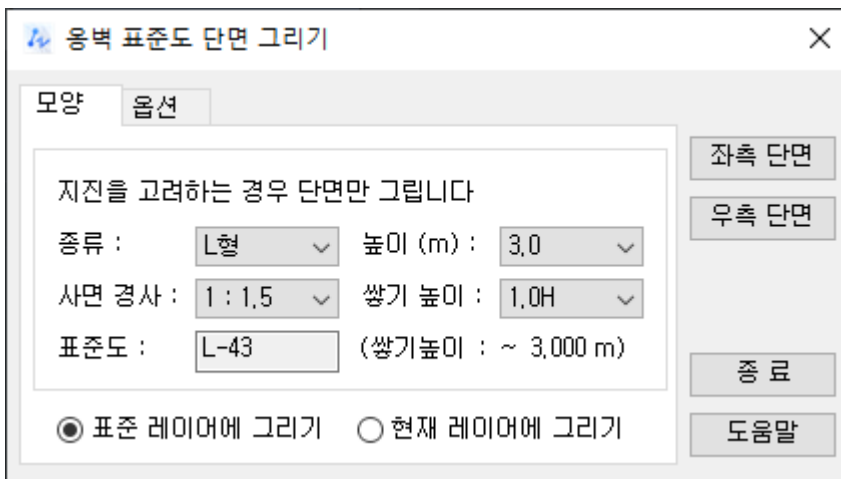 옹벽 표준도 단면 그리기
모양 옵션
지진을 고려하는 경우 단면만 그립니다
종류 : L형 높이 (m) : 3.0
사면 경사 : 1 : 1.5 쌓기 높이 : 1.0H
표준도 : L-43 (쌓기높이 : ~ 3.000 m)
표준 레이어에 그리기 현재 레이어에 그리기
좌측 단면
우측 단면
종 료
도움말